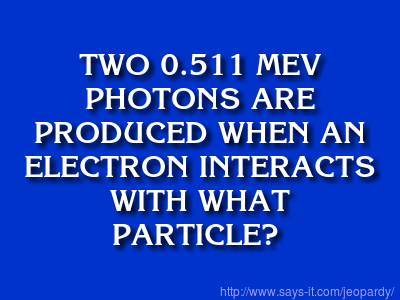 TWO 0.511 MEV
PHOTONS ARE
PRODUCED WHEN AN
ELECTRON INTERACTS
WITH WHAT
PARTICLE?
http://www.says-it.com/jeopardy/